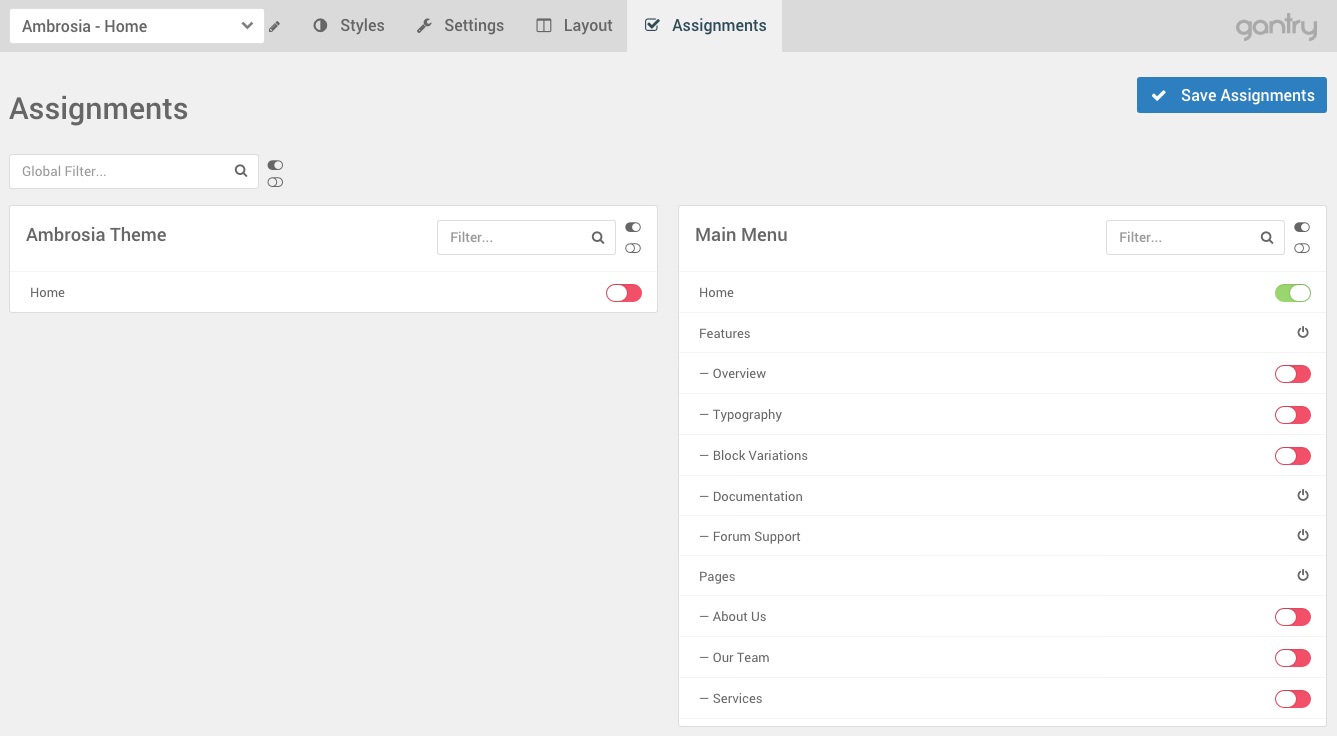 Ambrosia - Home
Styles
Settings
Layout
Assignments
gantry
Assignments
Save Assignments
Global Filter...
Ambrosia Theme
Filter...
Home
Main Menu
Filter...
Home
Features
— Overview
— Typography
— Block Variations
— Documentation
— Forum Support
Pages
— About Us
— Our Team
— Services